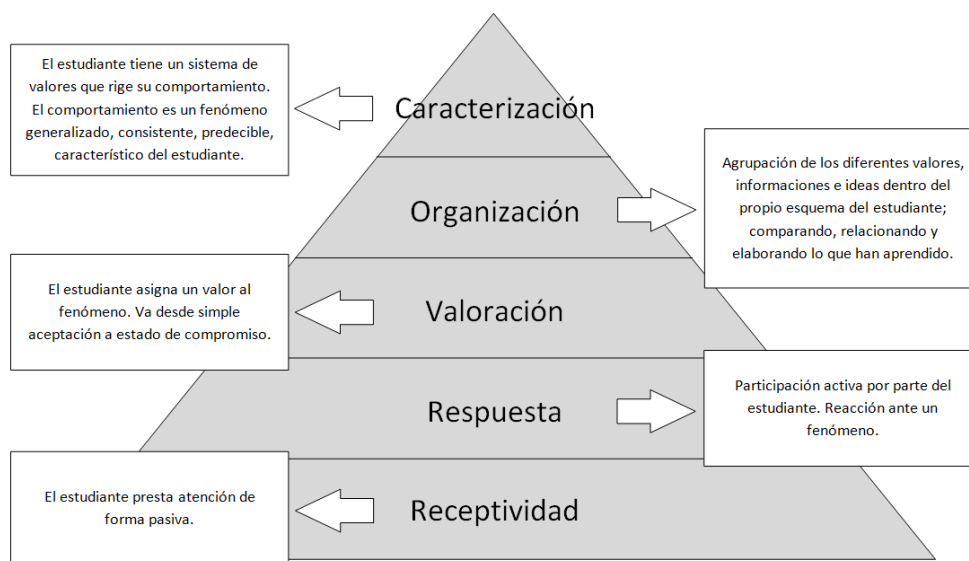 El estudiante tiene un sistema de
valores que rige su comportamiento.
El comportamiento es un fenómeno
generalizado, consistente, predecible,
característico del estudiante.
Caracterización
Organización
Agrupación de los diferentes valores,
informaciones e ideas dentro del
propio esquema del estudiante;
comparando, relacionando y
elaborando lo que han aprendido.
El estudiante asigna un valor al
fenómeno. Va desde simple
aceptación a estado de compromiso.
Valoración
Respuesta
Participación activa por parte del
estudiante. Reacción ante un
fenómeno.
El estudiante presta atención de
forma pasiva.
Receptividad